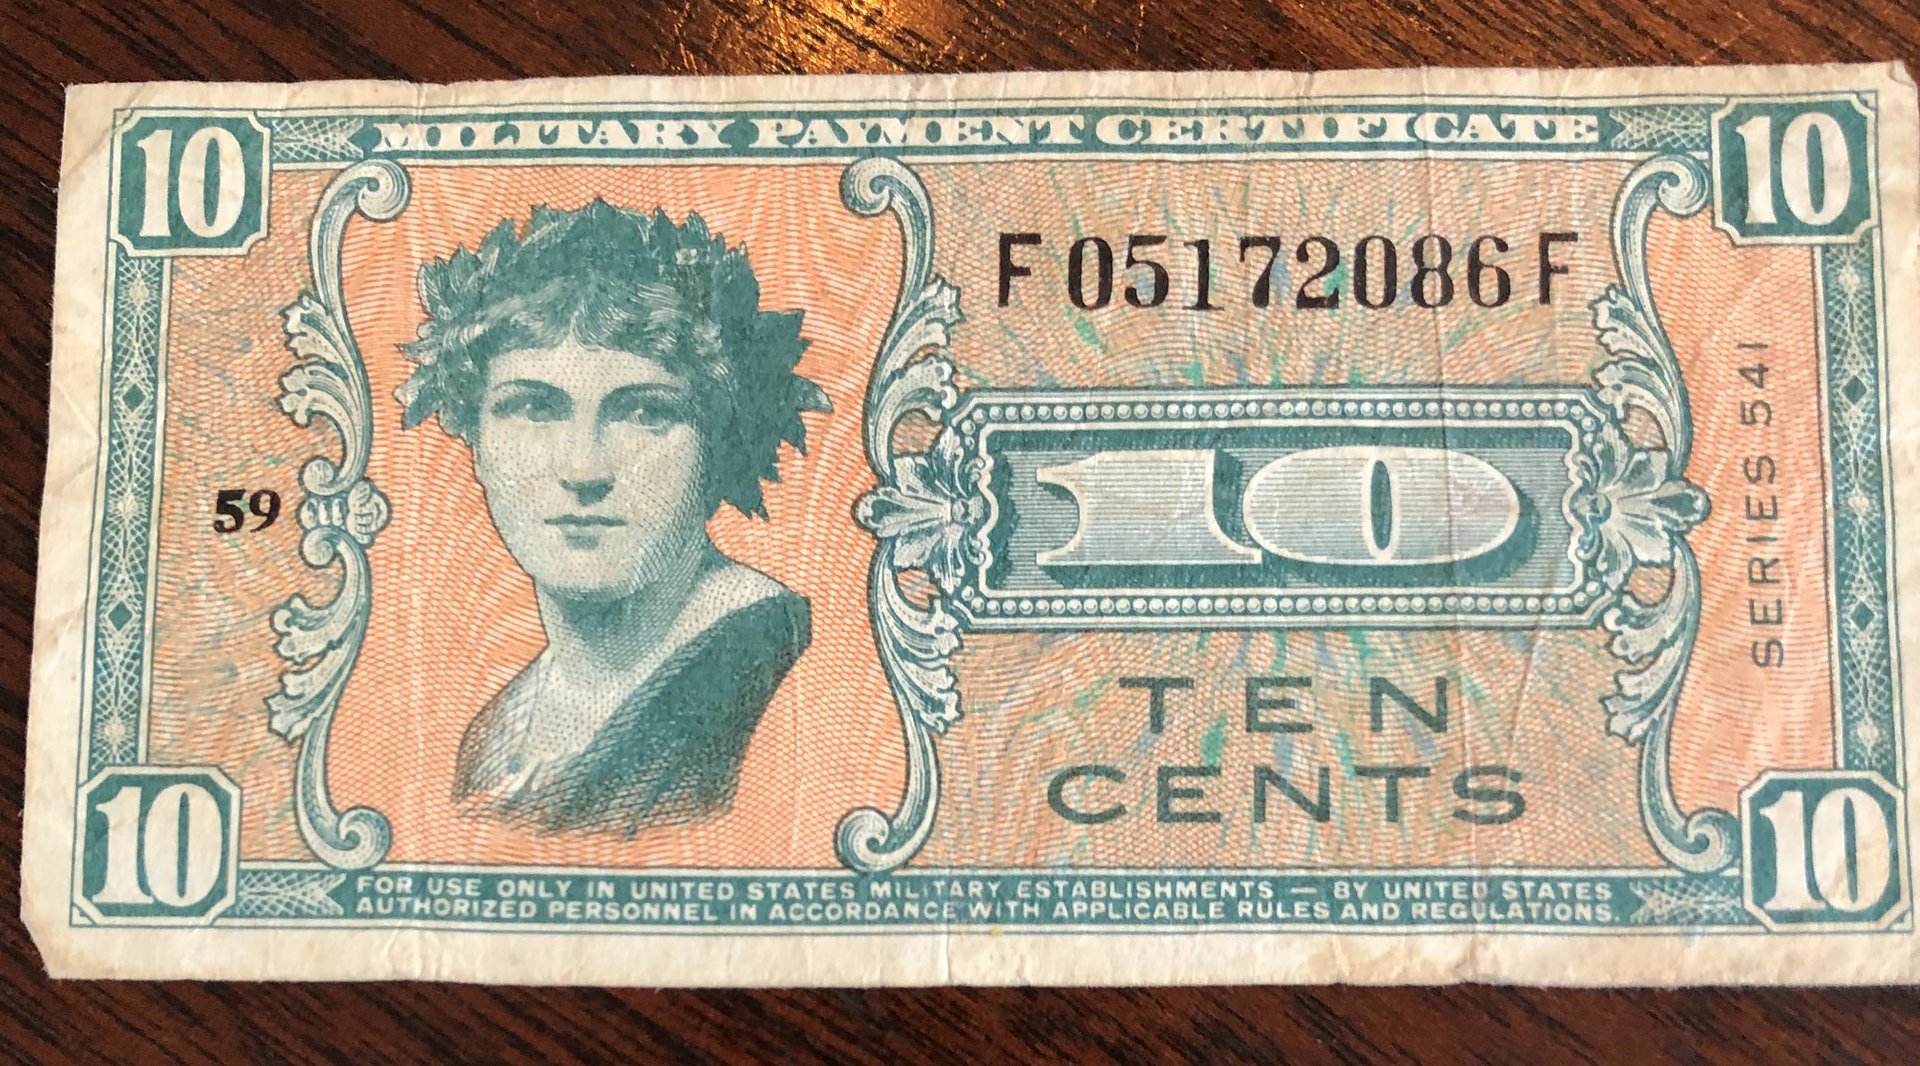 10 MILITARY PAYMENT CERTIFICATE 10
F05172086F
59
10
SERIES 541
TEN
CENTS
10 10
FOR USE ONLY IN UNITED STATES MILITARY ESTABLISHMENTS — BY UNITED STATES
AUTHORIZED PERSONNEL IN ACCORDANCE WITH APPLICABLE RULES AND REGULATIONS.